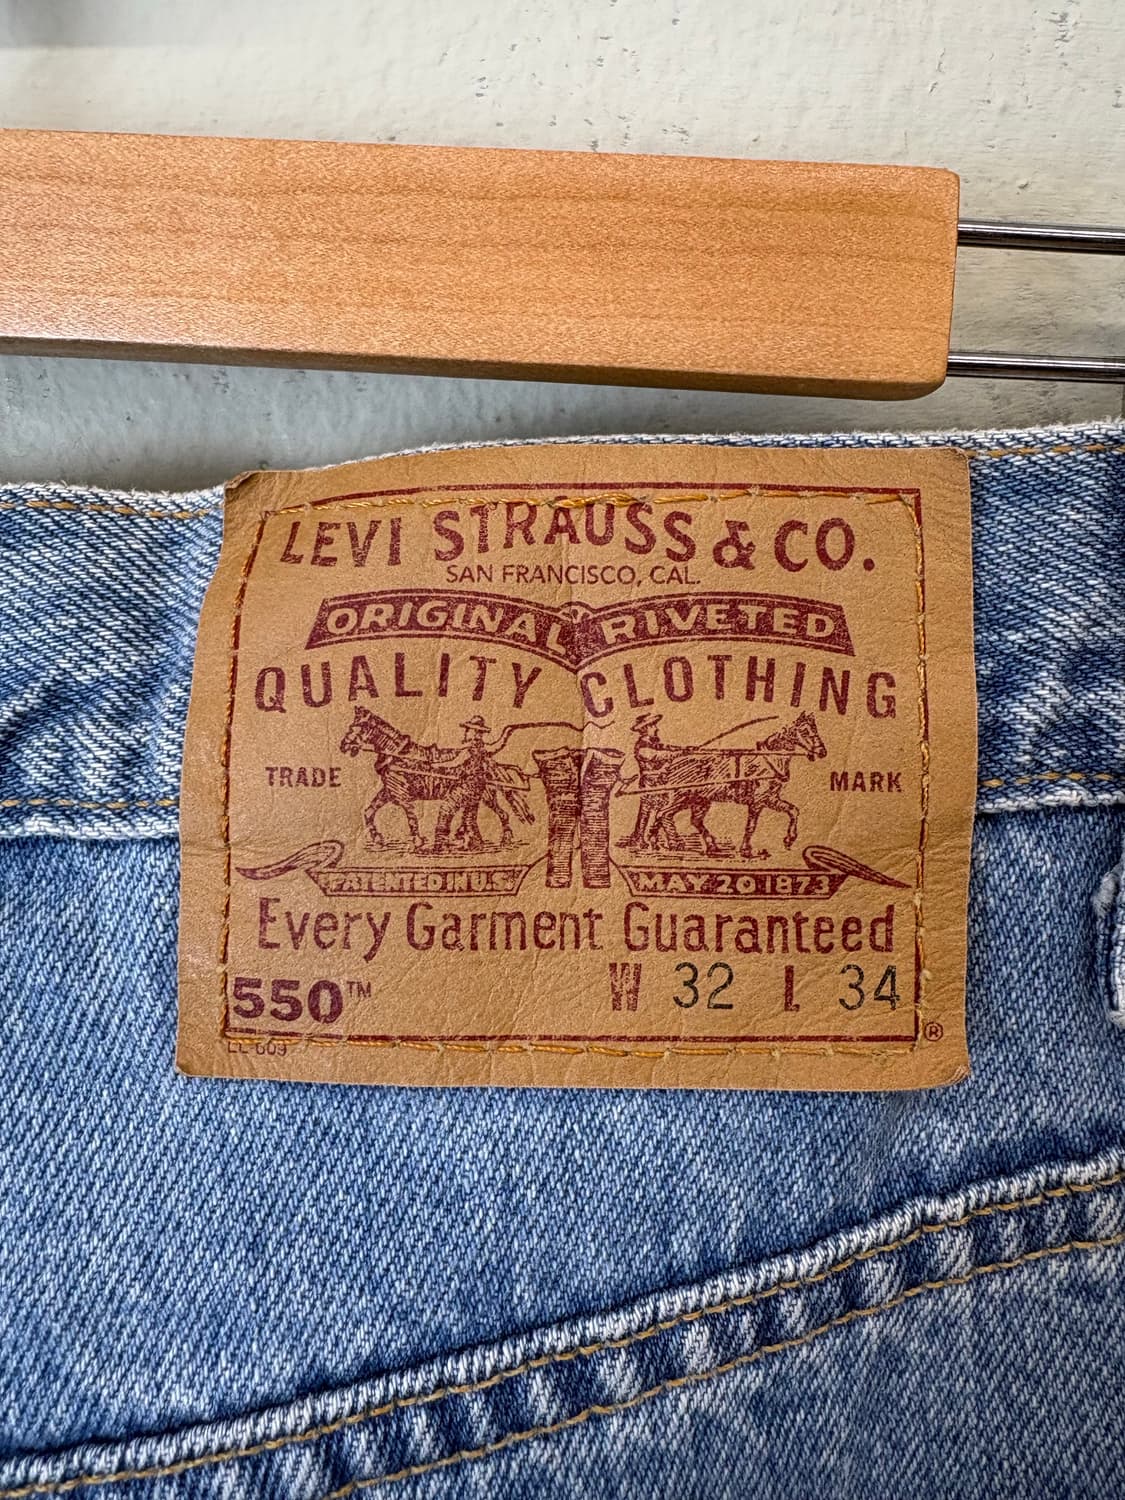 LEVI STRAUSS & CO.
SAN FRANCISCO, CAL.
ORIGINAL RIVETED
QUALITY CLOTHING
TRADE MARK
PATENTED IN U.S. MAY 20 1873
Every Garment Guaranteed
550™ W 32 L 34
®